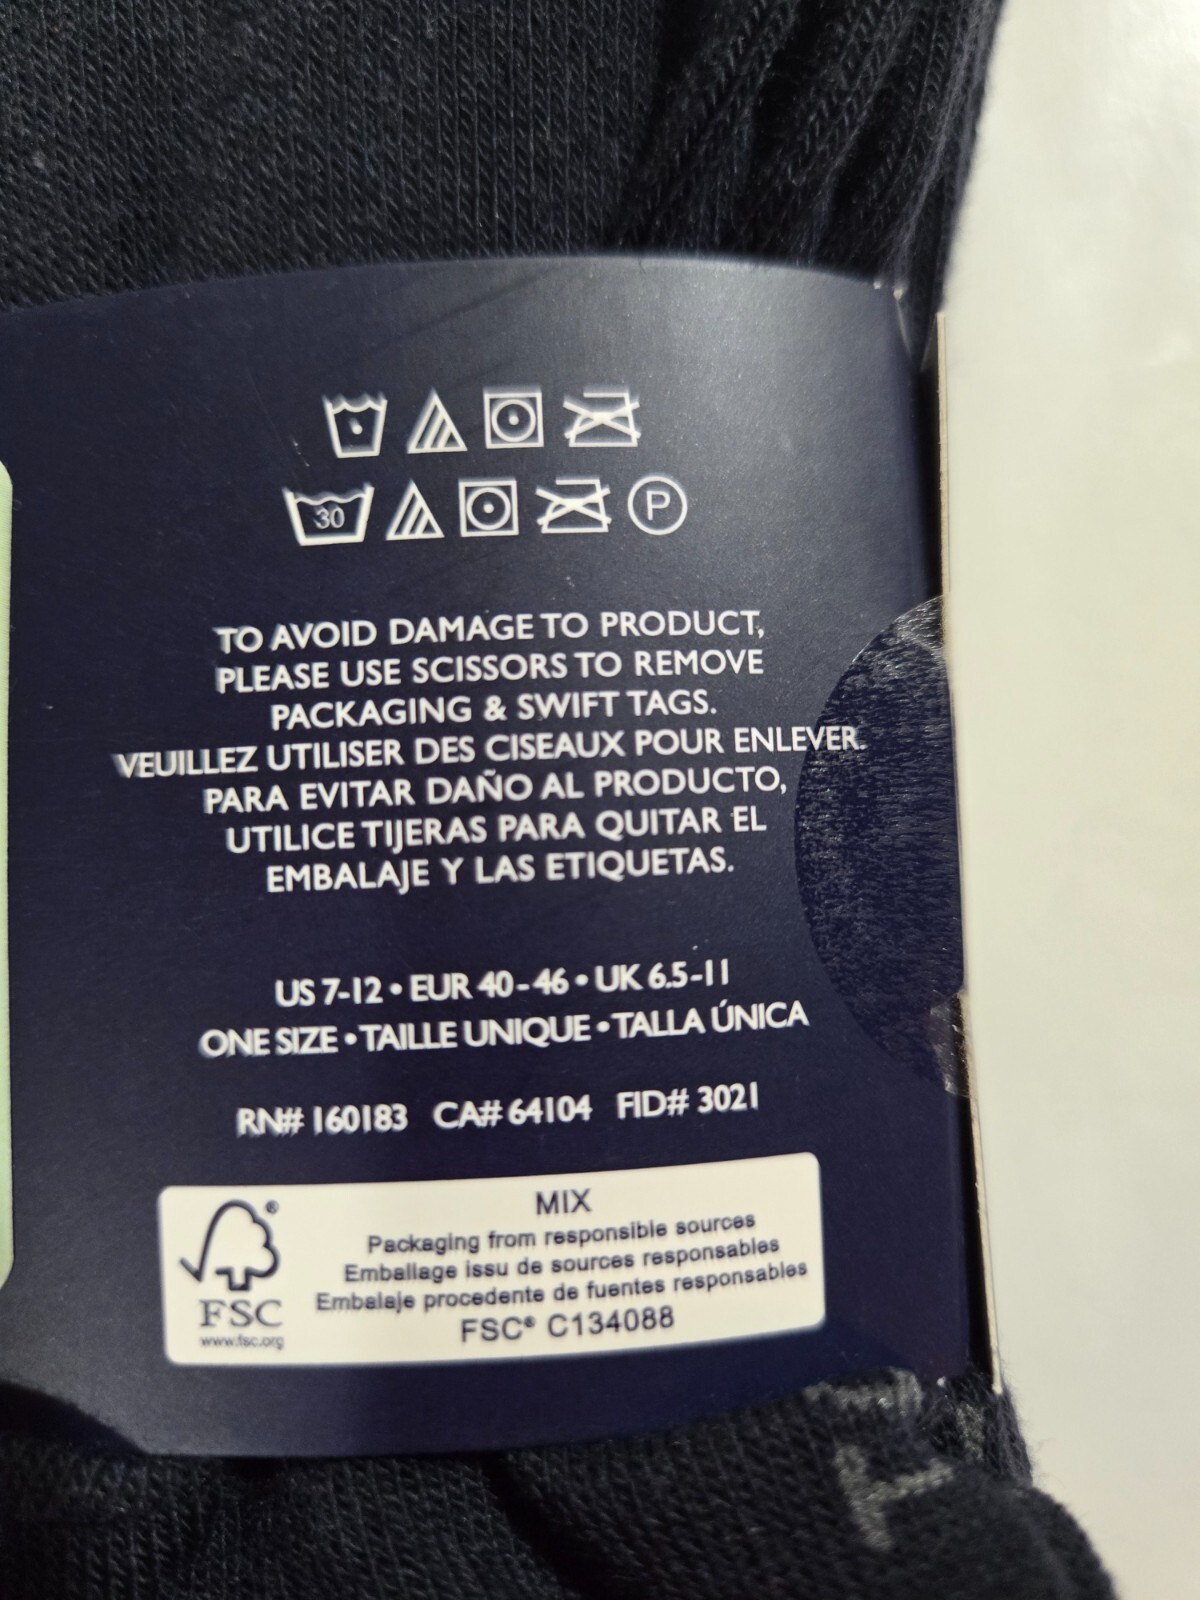 30 P
TO AVOID DAMAGE TO PRODUCT,
PLEASE USE SCISSORS TO REMOVE
PACKAGING & SWIFT TAGS.
VEUILLEZ UTILISER DES CISEAUX POUR ENLEVER.
PARA EVITAR DAÑO AL PRODUCTO,
UTILICE TIJERAS PARA QUITAR EL
EMBALAJE Y LAS ETIQUETAS.
US 7-12 • EUR 40-46 • UK 6.5-11
ONE SIZE • TAILLE UNIQUE • TALLA ÚNICA
RN# 160183 CA# 64104 FID# 3021
®
FSC
www.fsc.org
MIX
Packaging from responsible sources
Emballage issu de sources responsables
Embalaje procedente de fuentes responsables
FSC® C134088